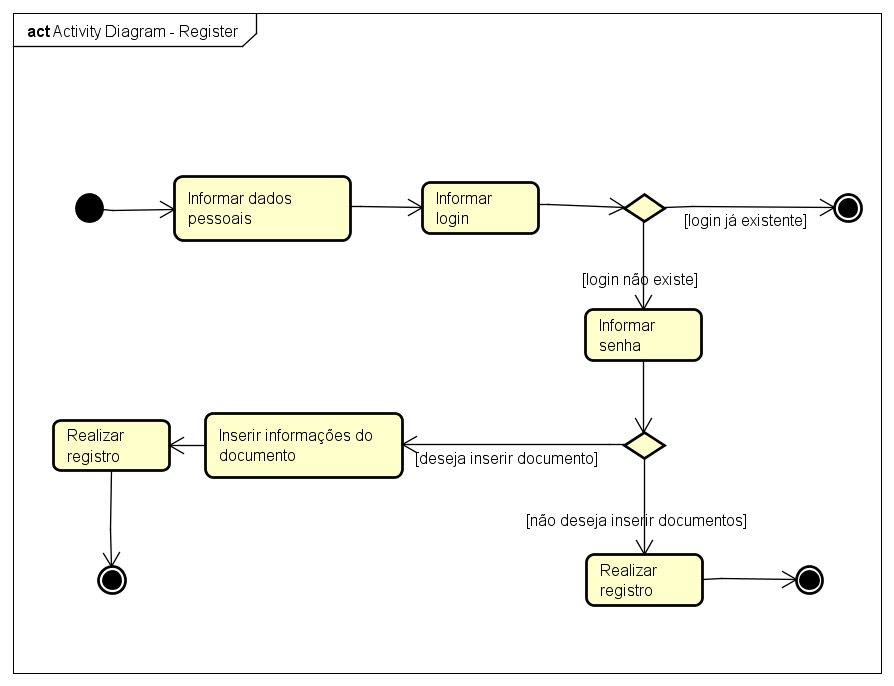 act Activity Diagram - Register
Informar dados
pessoais
Informar
login
[login já existente]
[login não existe]
Informar
senha
Realizar
registro
Inserir informações do
documento
[deseja inserir documento]
[não deseja inserir documentos]
Realizar
registro